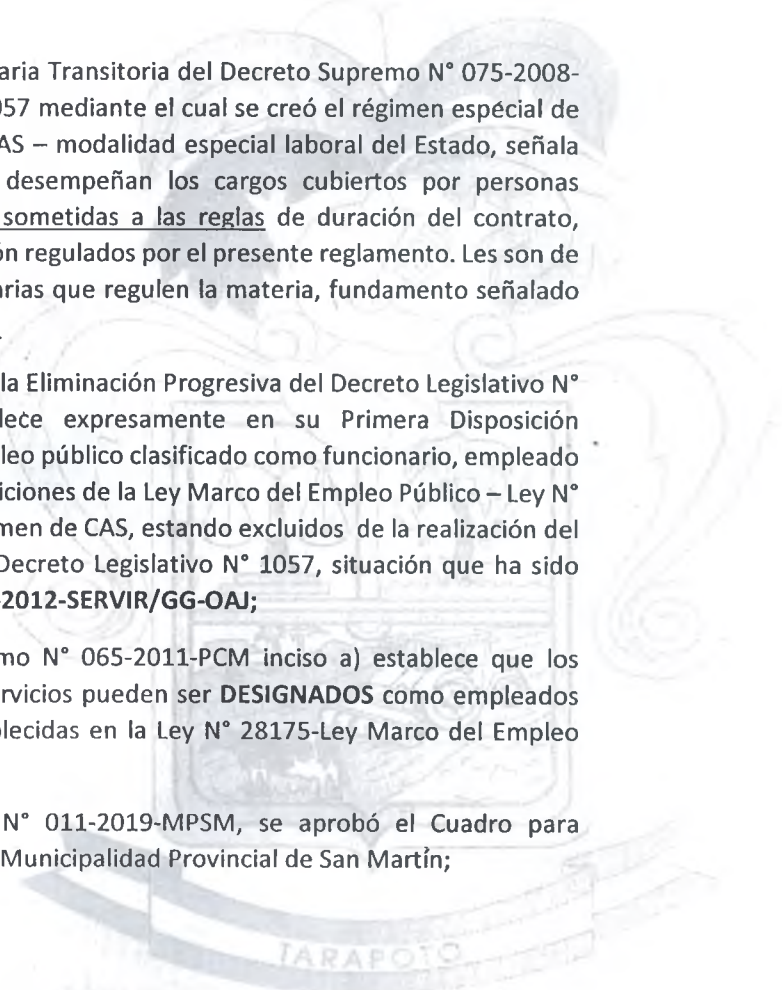 aria Transitoria del Decreto Supremo N° 075-2008-
057 mediante el cual se creó el régimen especial de
AS – modalidad especial laboral del Estado, señala
desempeñan los cargos cubiertos por personas
sometidas a las reglas de duración del contrato,
ón regulados por el presente reglamento. Les son de
arias que regulen la materia, fundamento señalado
.
la Eliminación Progresiva del Decreto Legislativo N°
lece expresamente en su Primera Disposición
leo público clasificado como funcionario, empleado
iciones de la Ley Marco del Empleo Público – Ley N°
men de CAS, estando excluidos de la realización del
Decreto Legislativo N° 1057, situación que ha sido
-2012-SERVIR/GG-OAJ;
mo N° 065-2011-PCM inciso a) establece que los
rvicios pueden ser DESIGNADOS como empleados
lecidas en la Ley N° 28175-Ley Marco del Empleo
N° 011-2019-MPSM, se aprobó el Cuadro para
Municipalidad Provincial de San Martín;
TARAPOTO